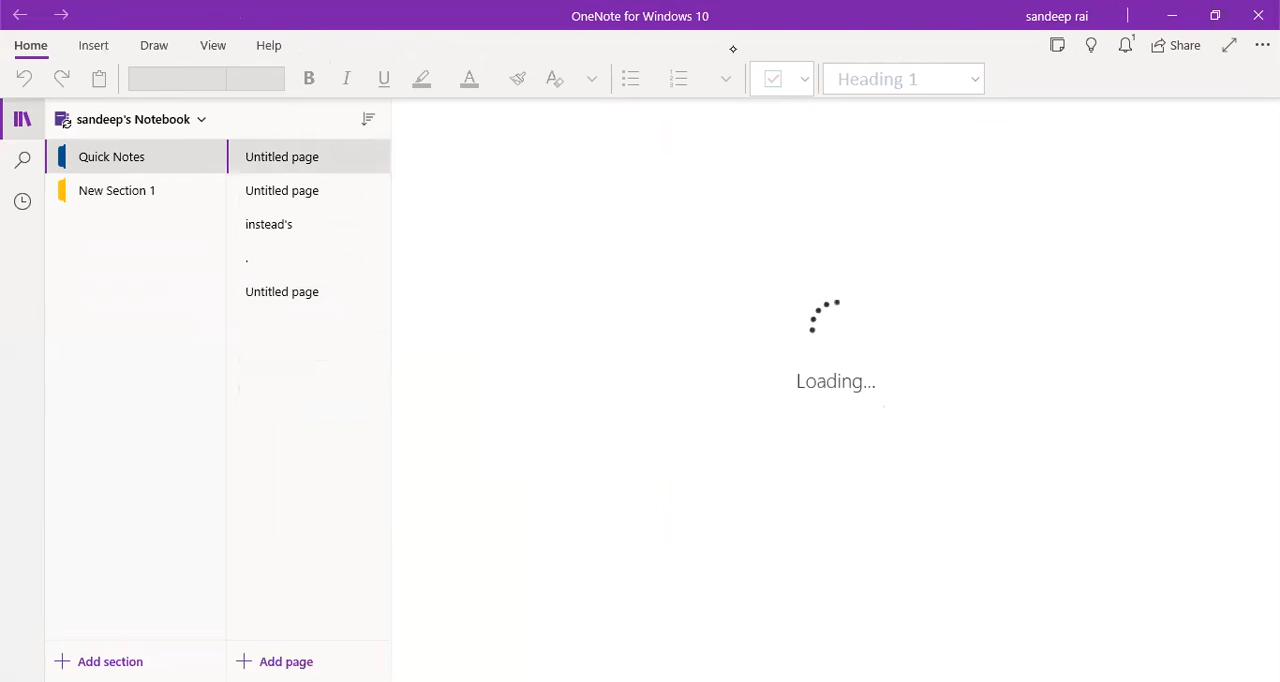 OneNote for Windows 10
sandeep rai
Home
Insert
Draw
View
Help
1
Share
B
I
U
A
A
Heading 1
sandeep's Notebook
Quick Notes
New Section 1
Untitled page
Untitled page
instead's
.
Untitled page
Loading...
Add section
Add page